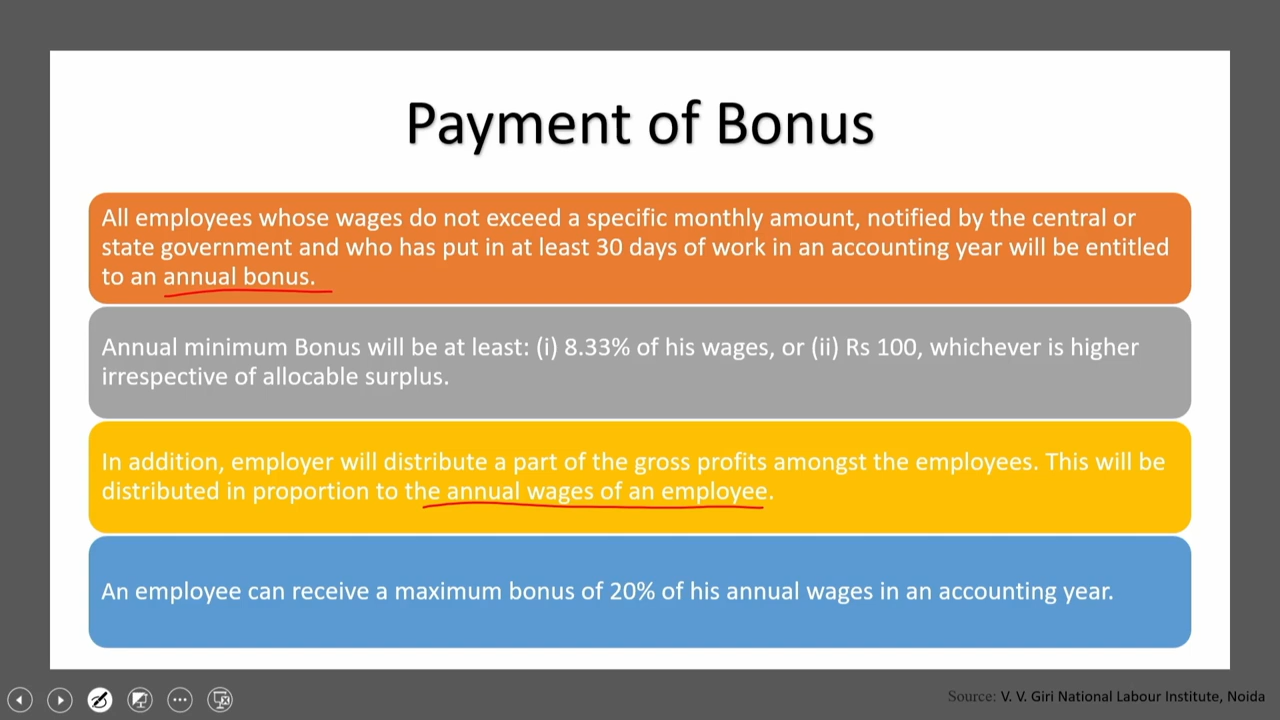 Payment of Bonus
All employees whose wages do not exceed a specific monthly amount, notified by the central or
state government and who has put in at least 30 days of work in an accounting year will be entitled
to an annual bonus.
Annual minimum Bonus will be at least: (i) 8.33% of his wages, or (ii) Rs 100, whichever is higher
irrespective of allocable surplus.
In addition, employer will distribute a part of the gross profits amongst the employees. This will be
distributed in proportion to the annual wages of an employee.
An employee can receive a maximum bonus of 20% of his annual wages in an accounting year.
Source: V. V. Giri National Labour Institute, Noida